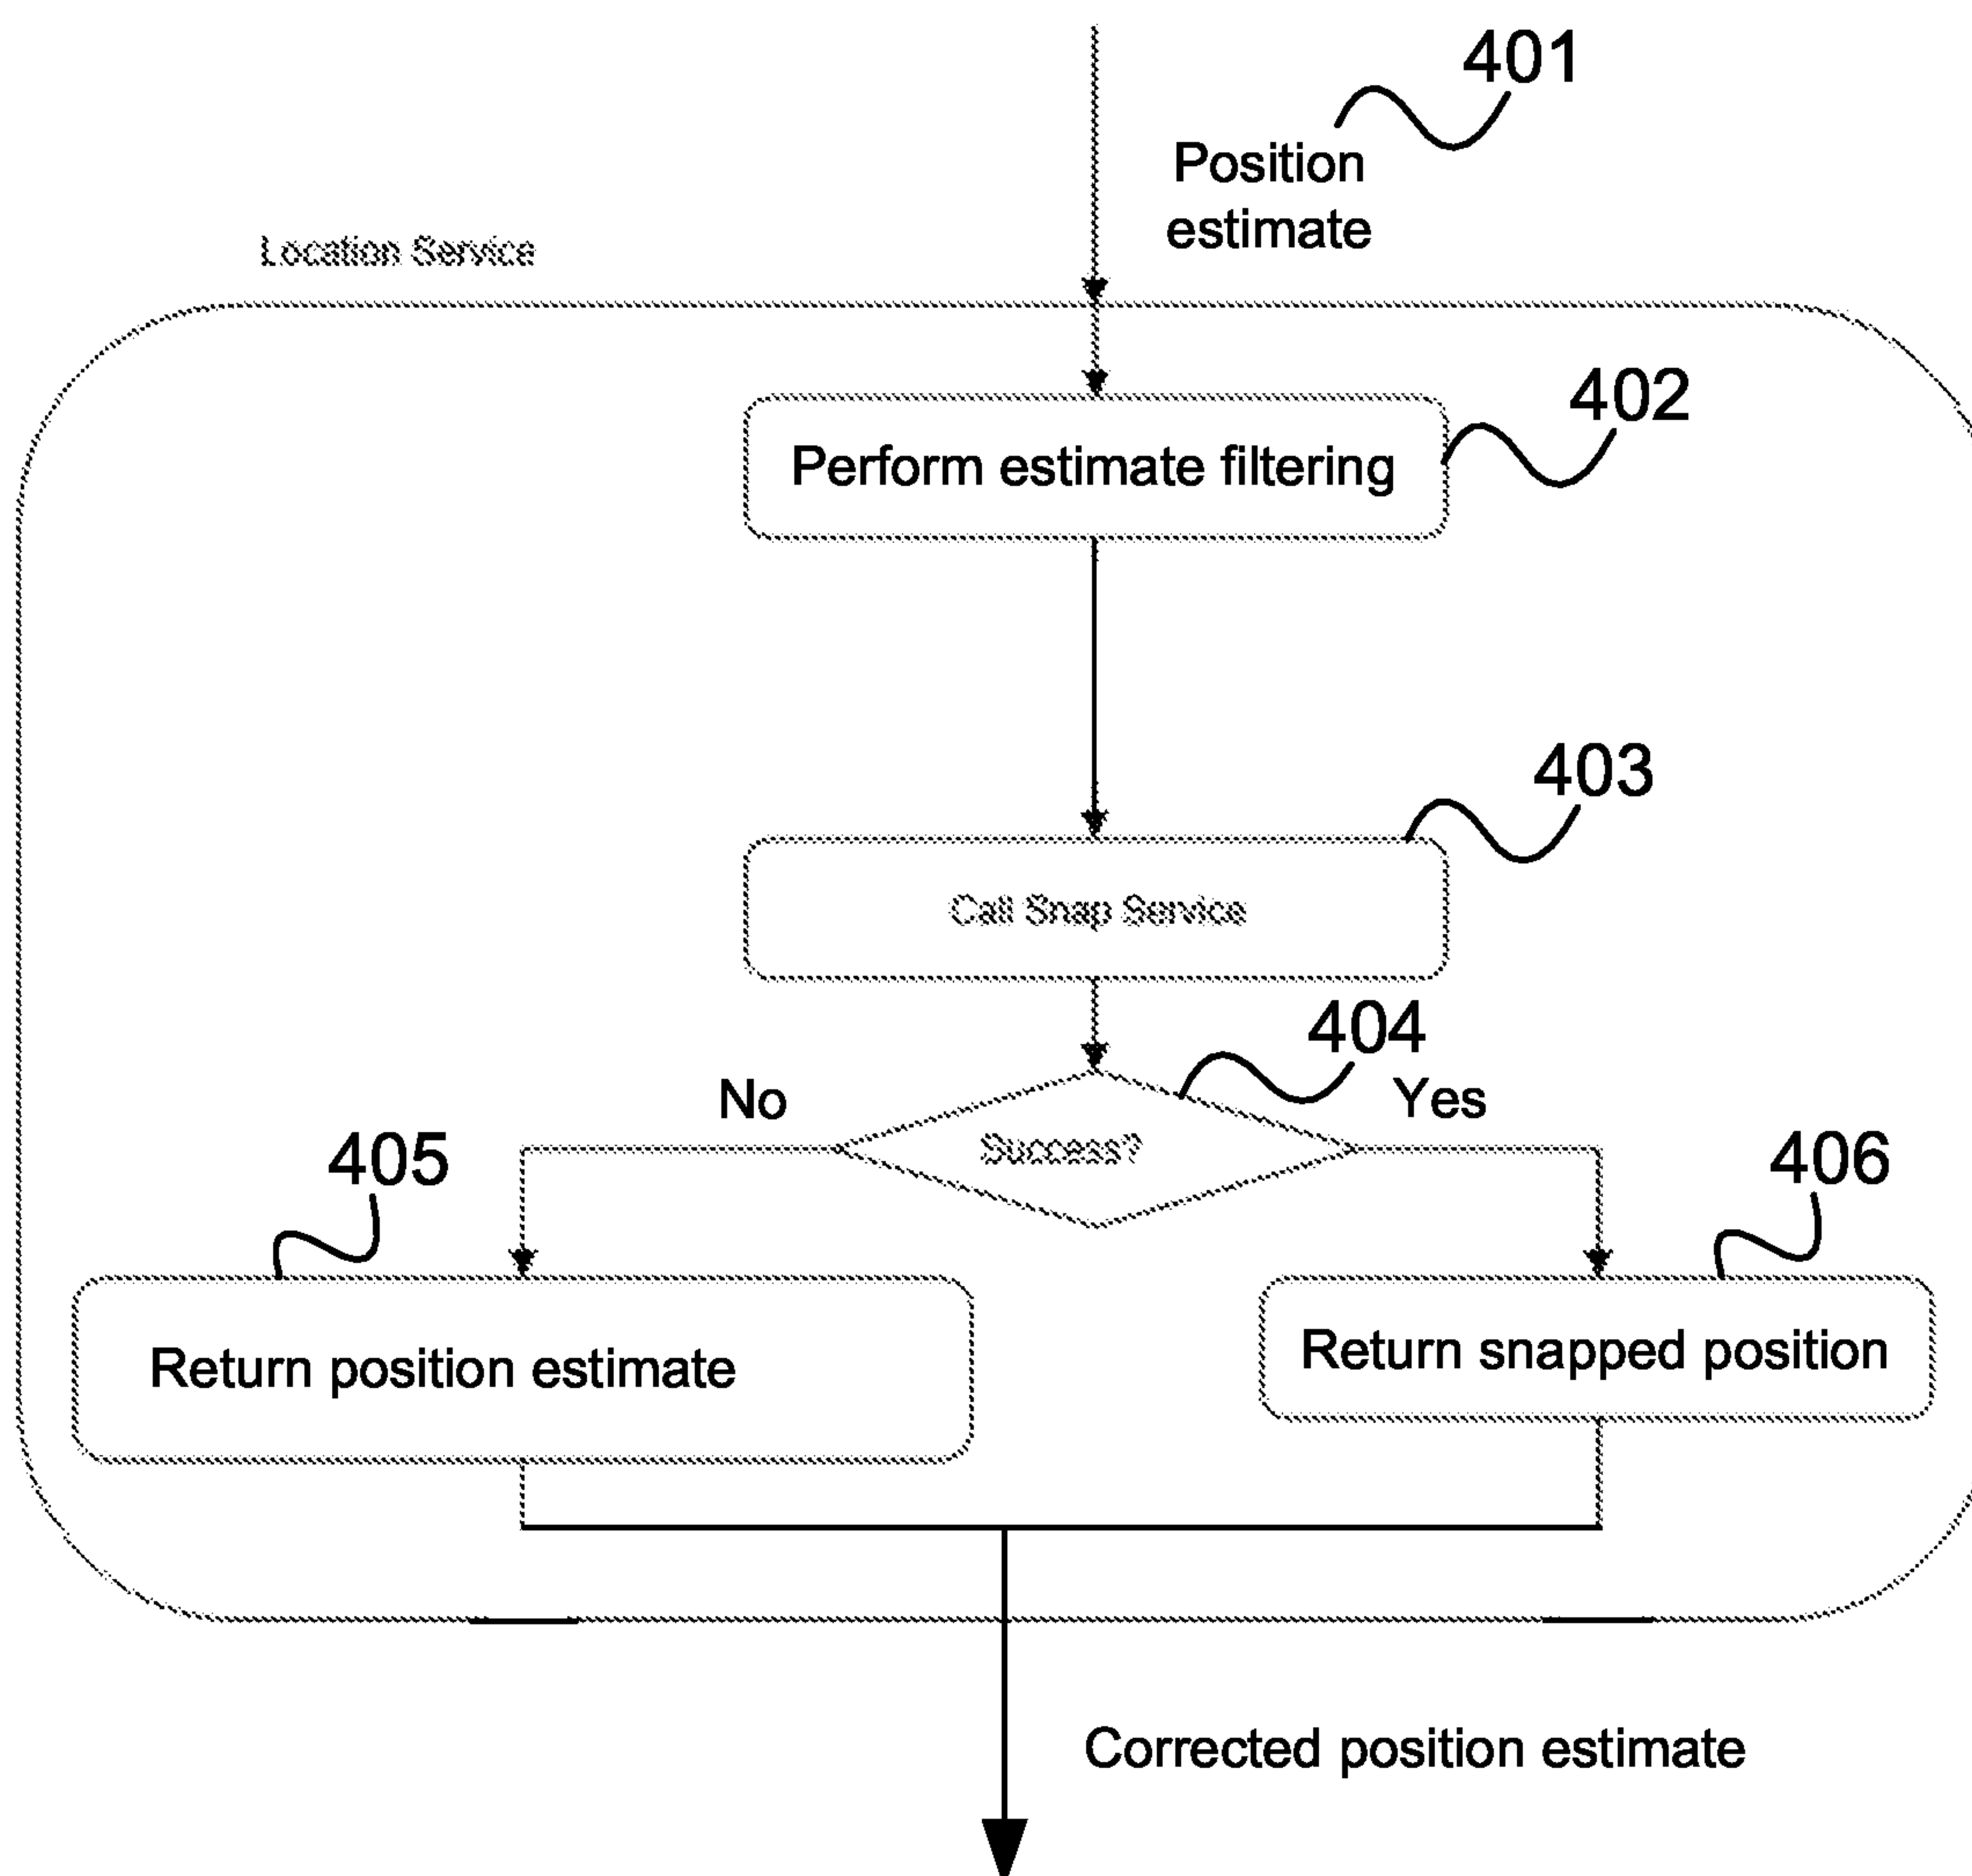 401
Position
estimate
Location Service
402
Perform estimate filtering
403
Call Snap Service
404
No
Yes
Success?
405
406
Return position estimate
Return snapped position
Corrected position estimate